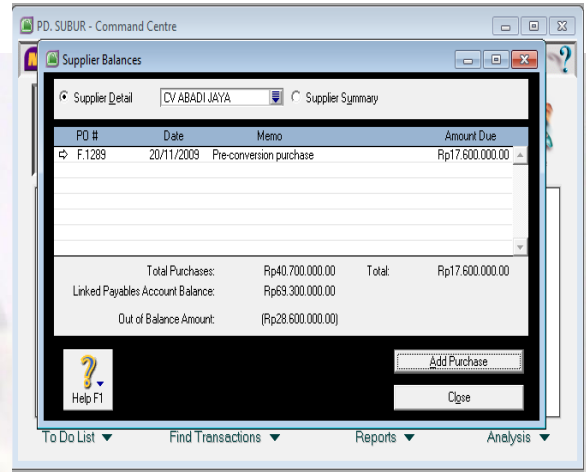 PD. SUBUR - Command Centre
Supplier Balances
Supplier Detail CV ABADI JAYA Supplier Summary
PO # Date Memo Amount Due
F.1289 20/11/2009 Pre-conversion purchase Rp17.600.000.00
Total Purchases: Rp40.700.000.00 Total: Rp17.600.000.00
Linked Payables Account Balance: Rp69.300.000.00
Out of Balance Amount: (Rp28.600.000.00)
Add Purchase
Help F1
Close
To Do List Find Transactions Reports Analysis